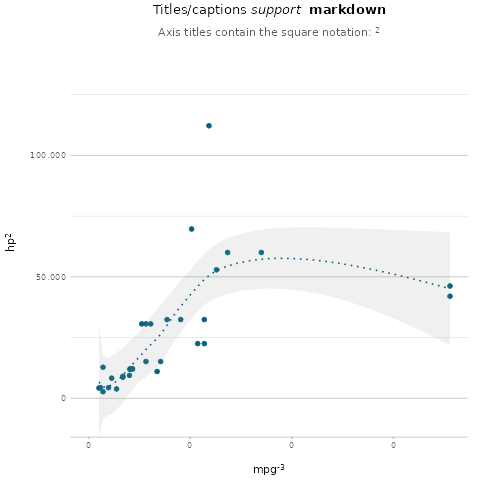 Titles/captions support markdown
Axis titles contain the square notation: ²
100.000
hp²
50.000
0
0 0 0 0
mpg⁻³